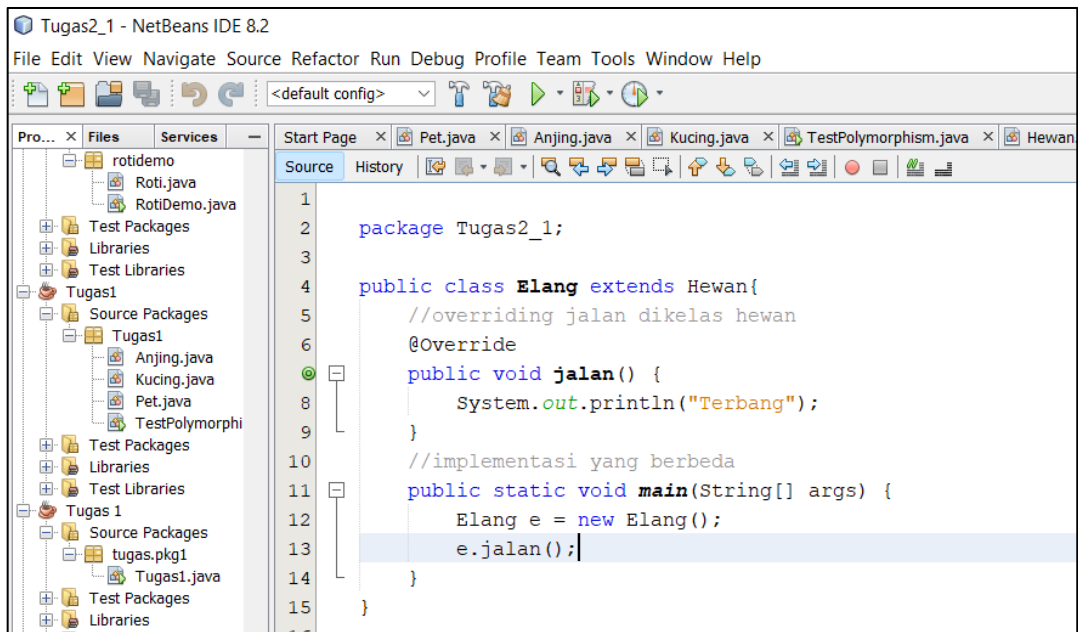 Tugas2_1 - NetBeans IDE 8.2
File Edit View Navigate Source Refactor Run Debug Profile Team Tools Window Help
<default config>
Pro... Files Services
Start Page Pet.java Anjing.java Kucing.java TestPolymorphism.java Hewan
Source History
rotidemo
Roti.java
RotiDemo.java
Test Packages
Libraries
Test Libraries
Tugas1
Source Packages
Tugas1
Anjing.java
Kucing.java
Pet.java
TestPolymorphi
Test Packages
Libraries
Test Libraries
Tugas 1
Source Packages
tugas.pkg1
Tugas1.java
Test Packages
Libraries
1
2 package Tugas2_1;
3
4 public class Elang extends Hewan{
5 //overriding jalan dikelas hewan
6 @Override
public void jalan() {
8 System.out.println("Terbang");
9 }
10 //implementasi yang berbeda
11 public static void main(String[] args) {
12 Elang e = new Elang();
13 e.jalan();
14 }
15 }